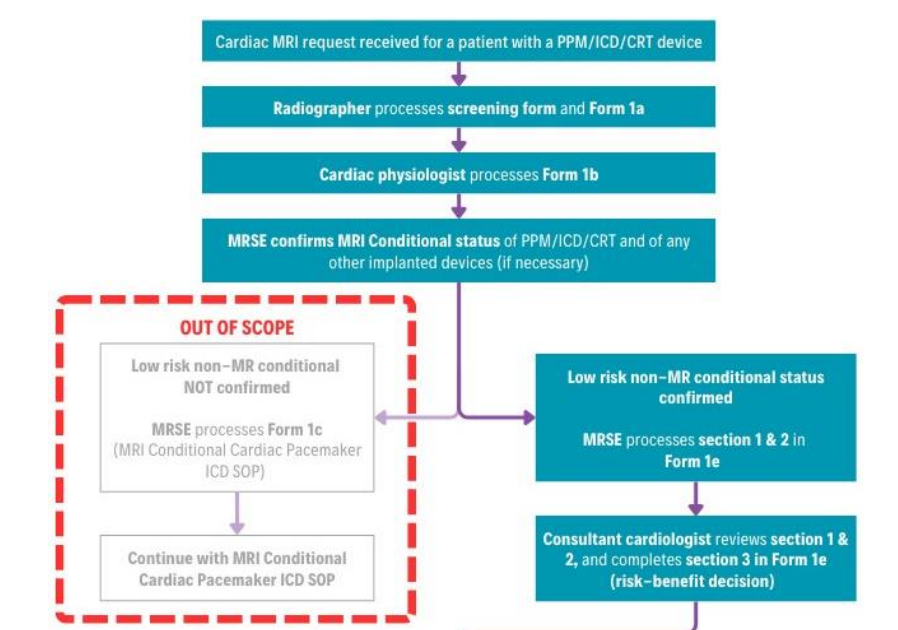 Cardiac MRI request received for a patient with a PPM/ICD/CRT device
Radiographer processes screening form and Form 1a
Cardiac physiologist processes Form 1b
MRSE confirms MRI Conditional status of PPM/ICD/CRT and of any
other implanted devices (if necessary)
OUT OF SCOPE
Low risk non–MR conditional
NOT confirmed
MRSE processes Form 1c
(MRI Conditional Cardiac Pacemaker
ICD SOP)
Continue with MRI Conditional
Cardiac Pacemaker ICD SOP
Low risk non–MR conditional status
confirmed
MRSE processes section 1 & 2 in
Form 1e
Consultant cardiologist reviews section 1 &
2, and completes section 3 in Form 1e
(risk–benefit decision)